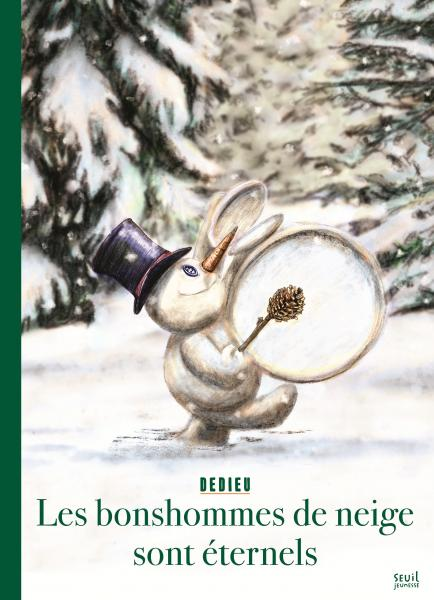 DEDIEU
Les bonshommes de neige
sont éternels
SEUIL
JEUNESSE